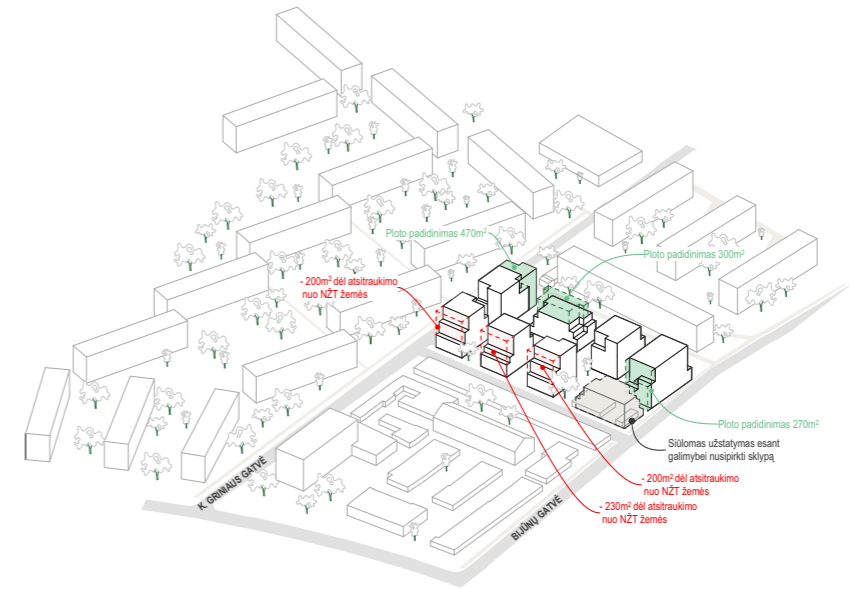 Ploto padidinimas 470m²
Ploto padidinimas 300m²
- 200m² dėl atsitraukimo
nuo NŽT žemės
Ploto padidinimas 270m²
Siūlomas užstatymas esant
galimybei nusipirkti sklypą
- 200m² dėl atsitraukimo
nuo NŽT žemės
- 230m² dėl atsitraukimo
nuo NŽT žemės
K. GRINIAUS GATVĖ
BIJŪNŲ GATVĖ